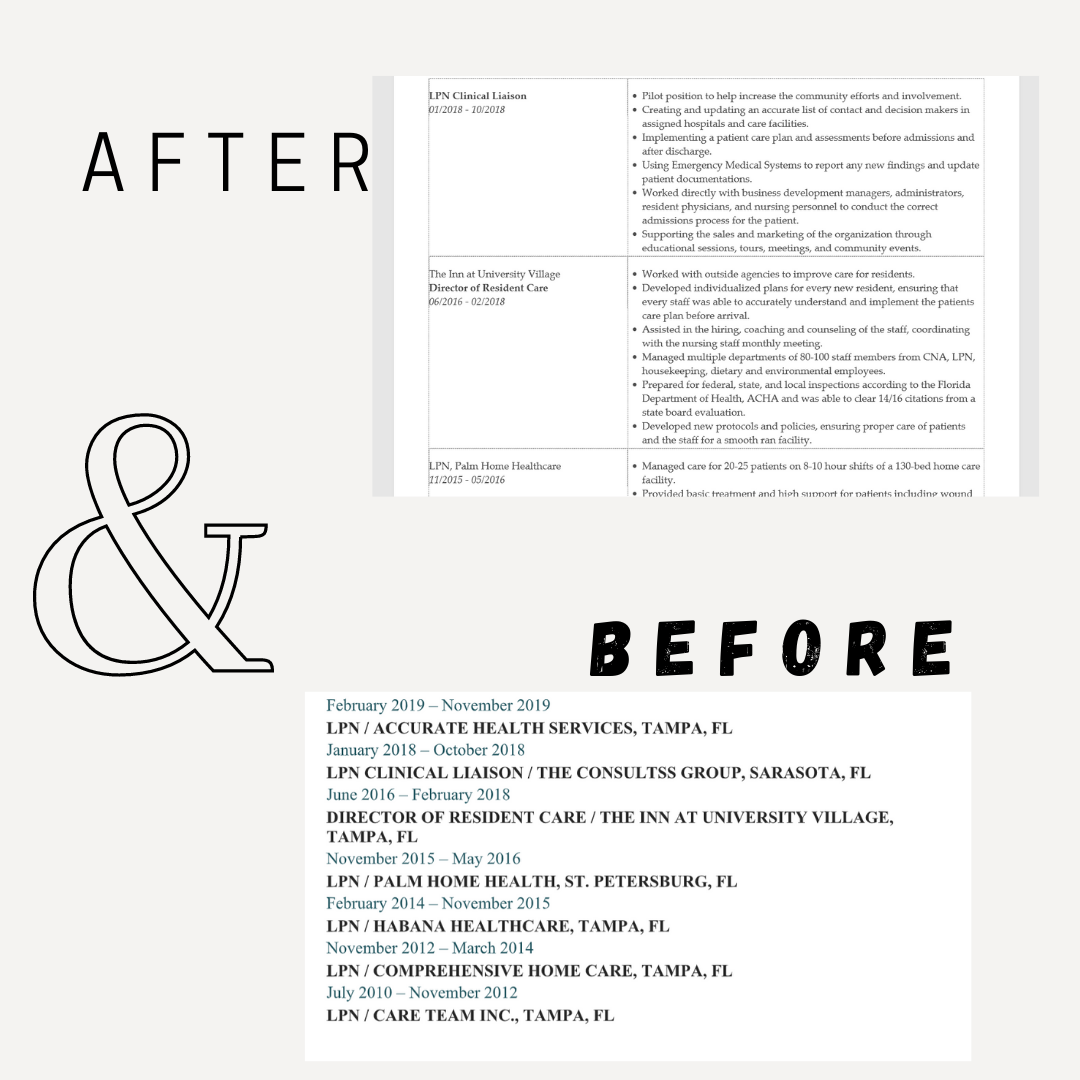 AFTER
LPN Clinical Liaison
01/2018 - 10/2018
• Pilot position to help increase the community efforts and involvement.
• Creating and updating an accurate list of contact and decision makers in
assigned hospitals and care facilities.
• Implementing a patient care plan and assessments before admissions and
after discharge.
• Using Emergency Medical Systems to report any new findings and update
patient documentations.
• Worked directly with business development managers, administrators,
resident physicians, and nursing personnel to conduct the correct
admissions process for the patient.
• Supporting the sales and marketing of the organization through
educational sessions, tours, meetings, and community events.
The Inn at University Village
Director of Resident Care
06/2016 - 02/2018
• Worked with outside agencies to improve care for residents.
• Developed individualized plans for every new resident, ensuring that
every staff was able to accurately understand and implement the patients
care plan before arrival.
• Assisted in the hiring, coaching and counseling of the staff, coordinating
with the nursing staff monthly meeting.
• Managed multiple departments of 80-100 staff members from CNA, LPN,
housekeeping, dietary and environmental employees.
• Prepared for federal, state, and local inspections according to the Florida
Department of Health, ACHA and was able to clear 14/16 citations from a
state board evaluation.
• Developed new protocols and policies, ensuring proper care of patients
and the staff for a smooth ran facility.
LPN, Palm Home Healthcare
11/2015 - 05/2016
• Managed care for 20-25 patients on 8-10 hour shifts of a 130-bed home care
facility.
• Provided basic treatment and high support for patients including wound
&
BEFORE
February 2019 – November 2019
LPN / ACCURATE HEALTH SERVICES, TAMPA, FL
January 2018 – October 2018
LPN CLINICAL LIAISON / THE CONSULTSS GROUP, SARASOTA, FL
June 2016 – February 2018
DIRECTOR OF RESIDENT CARE / THE INN AT UNIVERSITY VILLAGE,
TAMPA, FL
November 2015 – May 2016
LPN / PALM HOME HEALTH, ST. PETERSBURG, FL
February 2014 – November 2015
LPN / HABANA HEALTHCARE, TAMPA, FL
November 2012 – March 2014
LPN / COMPREHENSIVE HOME CARE, TAMPA, FL
July 2010 – November 2012
LPN / CARE TEAM INC., TAMPA, FL